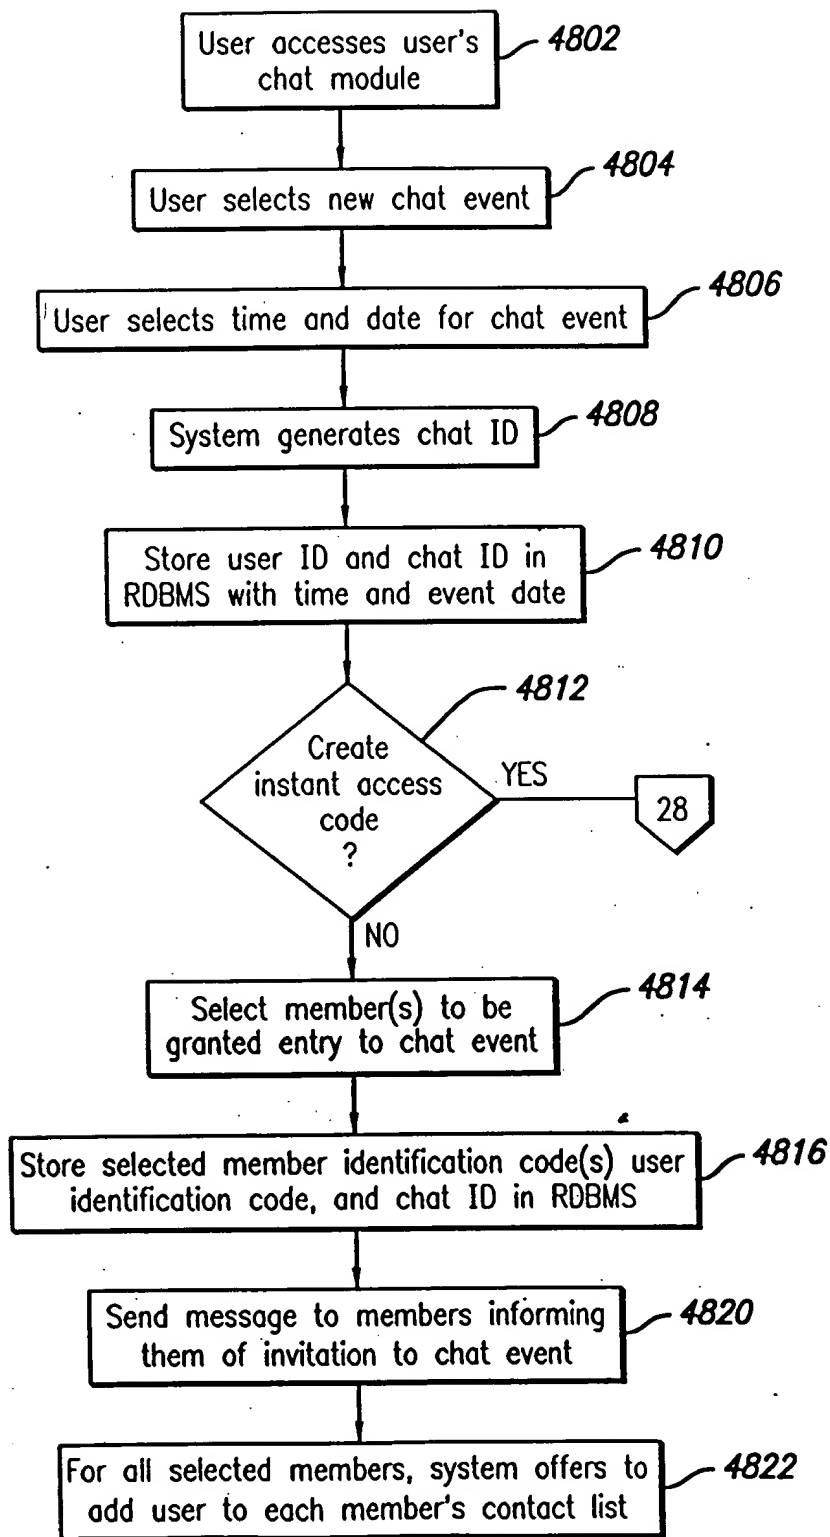 User accesses user's
chat module
4802
User selects new chat event
4804
User selects time and date for chat event
4806
System generates chat ID
4808
Store user ID and chat ID in
RDBMS with time and event date
4810
Create
instant access
code
?
4812
YES
28
NO
Select member(s) to be
granted entry to chat event
4814
Store selected member identification code(s) user
identification code, and chat ID in RDBMS
4816
Send message to members informing
them of invitation to chat event
4820
For all selected members, system offers to
add user to each member's contact list
4822